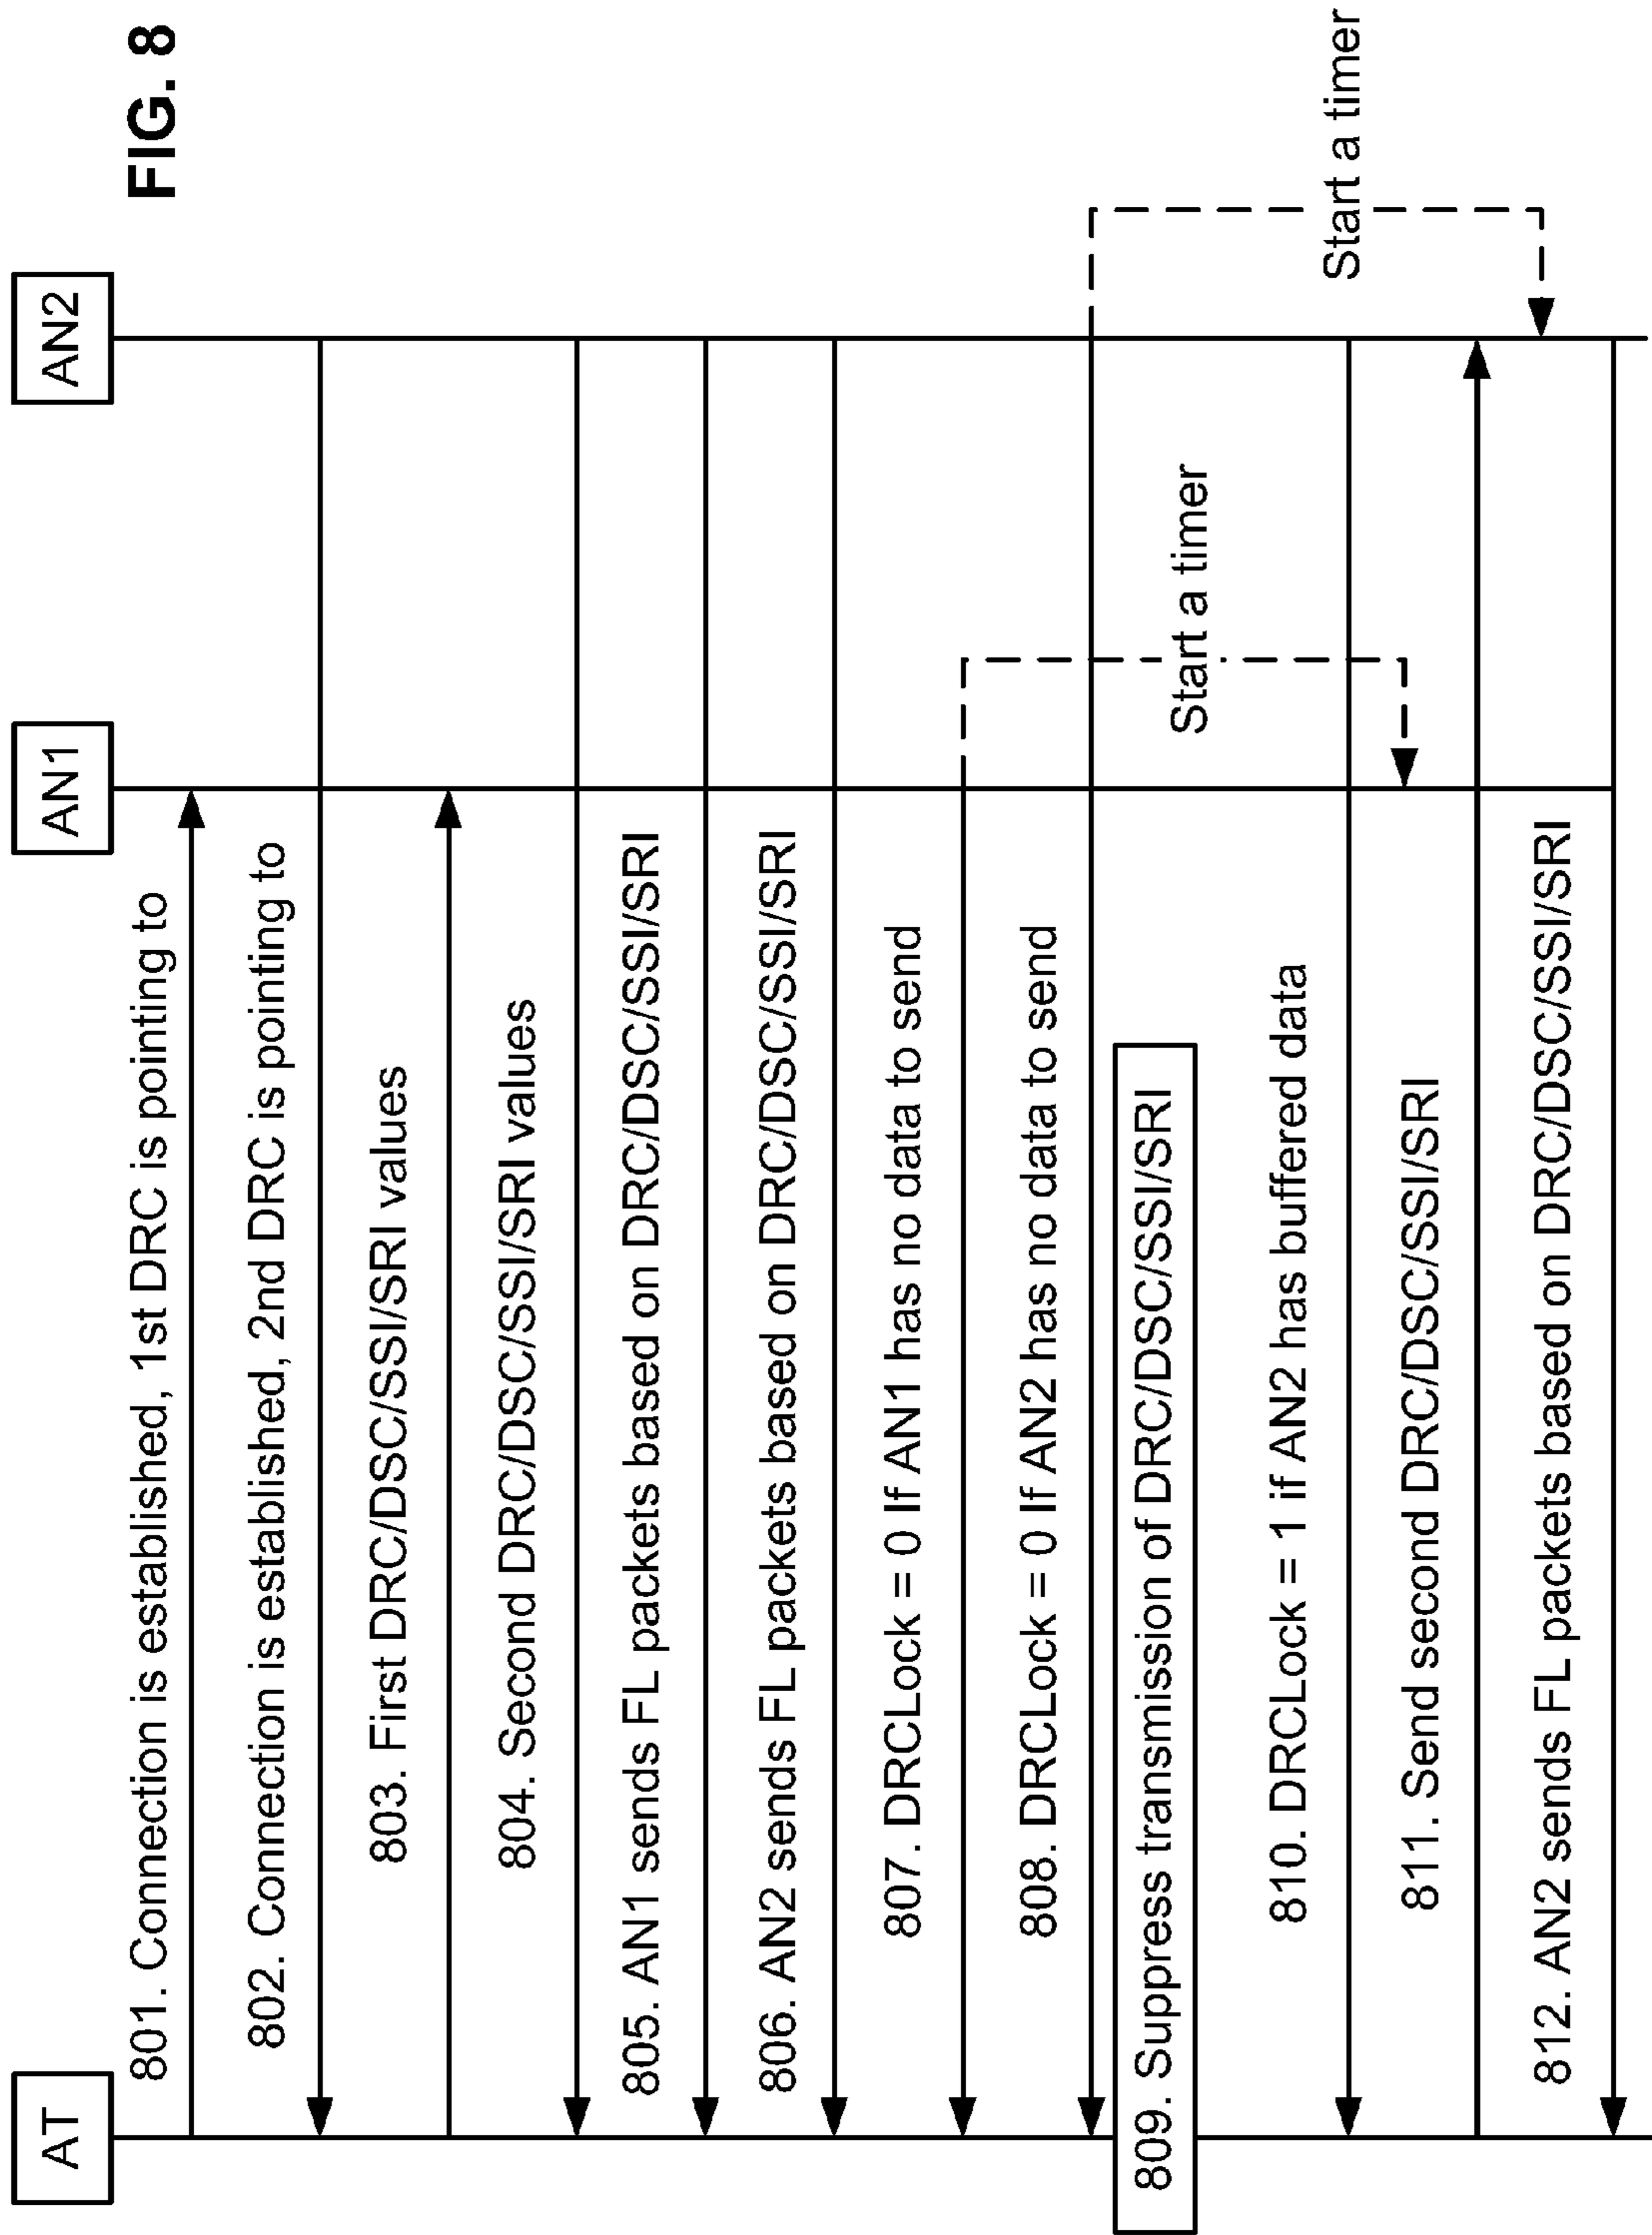 FIG. 8
AT
AN1
AN2
801. Connection is established, 1st DRC is pointing to
802. Connection is established, 2nd DRC is pointing to
803. First DRC/DSC/SSI/SRI values
804. Second DRC/DSC/SSI/SRI values
805. AN1 sends FL packets based on DRC/DSC/SSI/SRI
806. AN2 sends FL packets based on DRC/DSC/SSI/SRI
807. DRCLock = 0 If AN1 has no data to send
808. DRCLock = 0 If AN2 has no data to send
809. Suppress transmission of DRC/DSC/SSI/SRI
Start a timer
810. DRCLock = 1 if AN2 has buffered data
Start a timer
811. Send second DRC/DSC/SSI/SRI
812. AN2 sends FL packets based on DRC/DSC/SSI/SRI